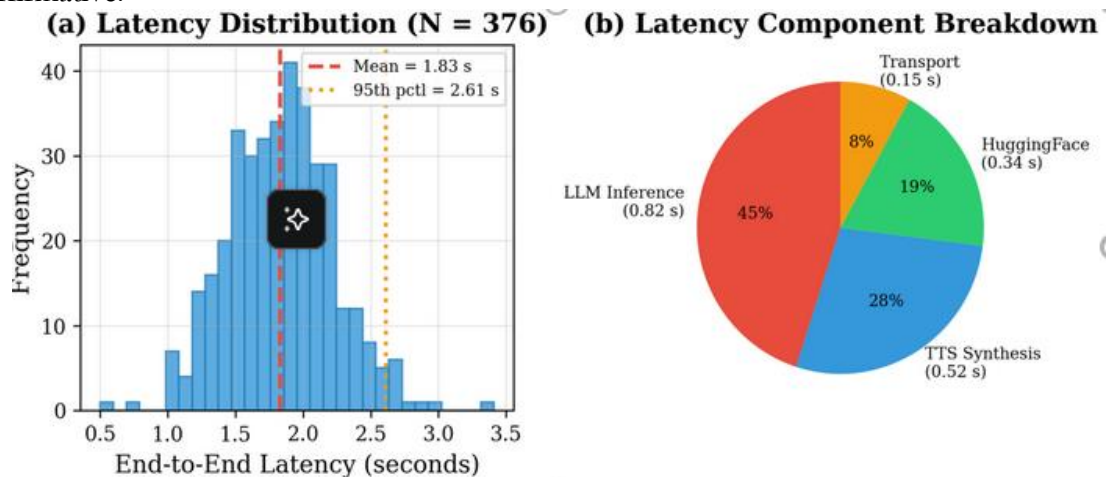 (a) Latency Distribution (N = 376)
Mean = 1.83 s
95th pctl = 2.61 s
Frequency
40
30
20
10
0
0.5 1.0 1.5 2.0 2.5 3.0 3.5
End-to-End Latency (seconds)
(b) Latency Component Breakdown
Transport
(0.15 s)
8%
HuggingFace
(0.34 s)
19%
LLM Inference
(0.82 s)
45%
28%
TTS Synthesis
(0.52 s)